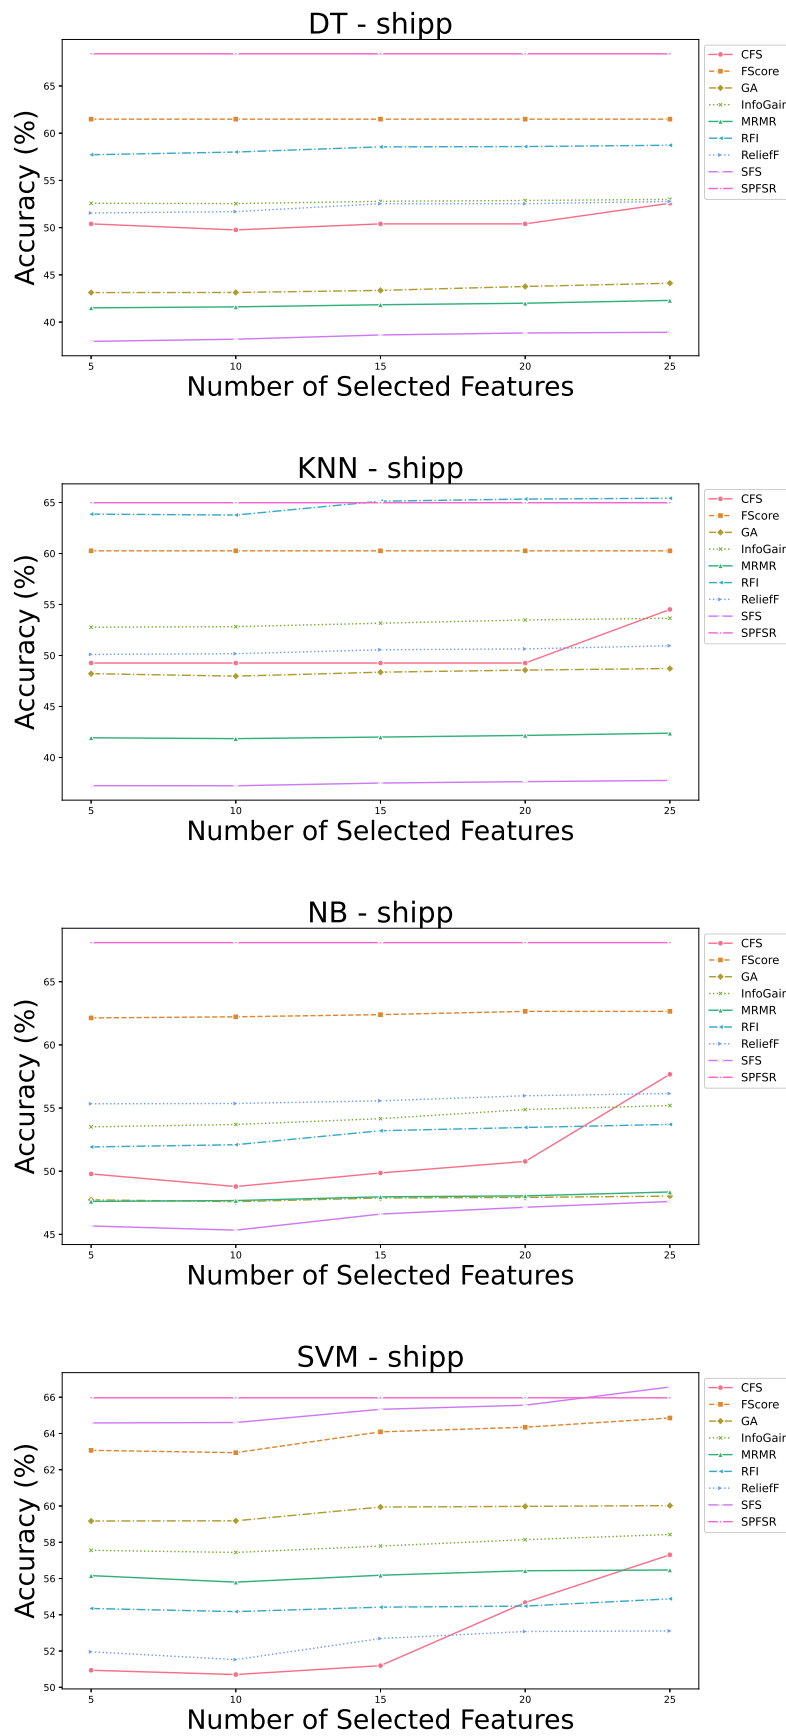 DT - shipp
Accuracy (%)
65
60
55
50
45
40
5 10 15 20 25
Number of Selected Features
CFS
FScore
GA
InfoGain
MRMR
RFI
ReliefF
SFS
SPFSR
KNN - shipp
Accuracy (%)
65
60
55
50
45
40
5 10 15 20 25
Number of Selected Features
CFS
FScore
GA
InfoGain
MRMR
RFI
ReliefF
SFS
SPFSR
NB - shipp
Accuracy (%)
65
60
55
50
45
5 10 15 20 25
Number of Selected Features
CFS
FScore
GA
InfoGain
MRMR
RFI
ReliefF
SFS
SPFSR
SVM - shipp
Accuracy (%)
66
64
62
60
58
56
54
52
50
5 10 15 20 25
Number of Selected Features
CFS
FScore
GA
InfoGain
MRMR
RFI
ReliefF
SFS
SPFSR